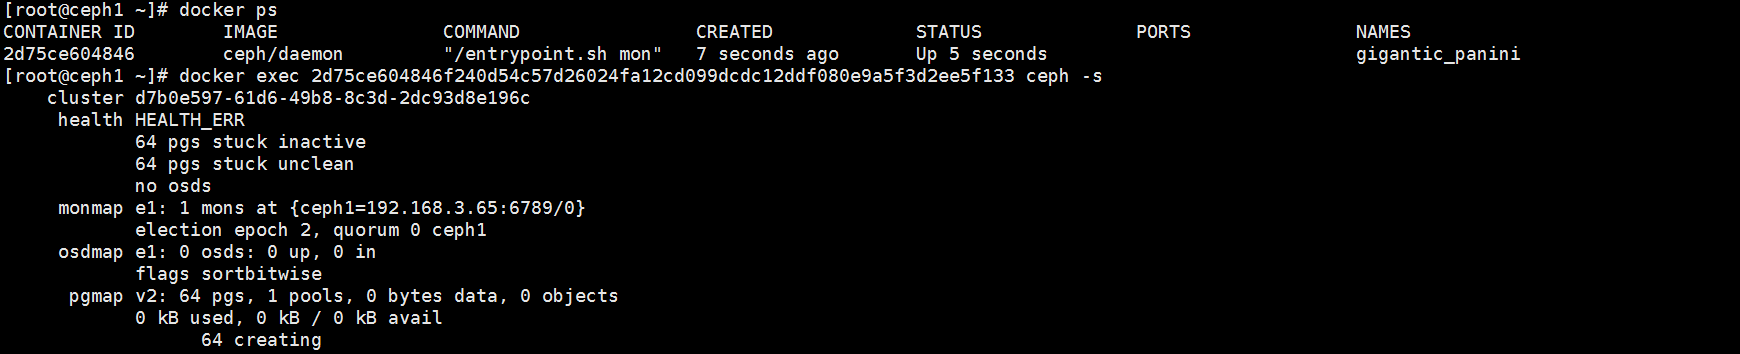 [root@ceph1 ~]# docker ps
CONTAINER ID        IMAGE               COMMAND                CREATED             STATUS              PORTS               NAMES
2d75ce604846        ceph/daemon         "/entrypoint.sh mon"   7 seconds ago       Up 5 seconds                            gigantic_panini
[root@ceph1 ~]# docker exec 2d75ce604846f240d54c57d26024fa12cd099dcdc12ddf080e9a5f3d2ee5f133 ceph -s
    cluster d7b0e597-61d6-49b8-8c3d-2dc93d8e196c
     health HEALTH_ERR
            64 pgs stuck inactive
            64 pgs stuck unclean
            no osds
     monmap e1: 1 mons at {ceph1=192.168.3.65:6789/0}
            election epoch 2, quorum 0 ceph1
     osdmap e1: 0 osds: 0 up, 0 in
            flags sortbitwise
      pgmap v2: 64 pgs, 1 pools, 0 bytes data, 0 objects
            0 kB used, 0 kB / 0 kB avail
                  64 creating